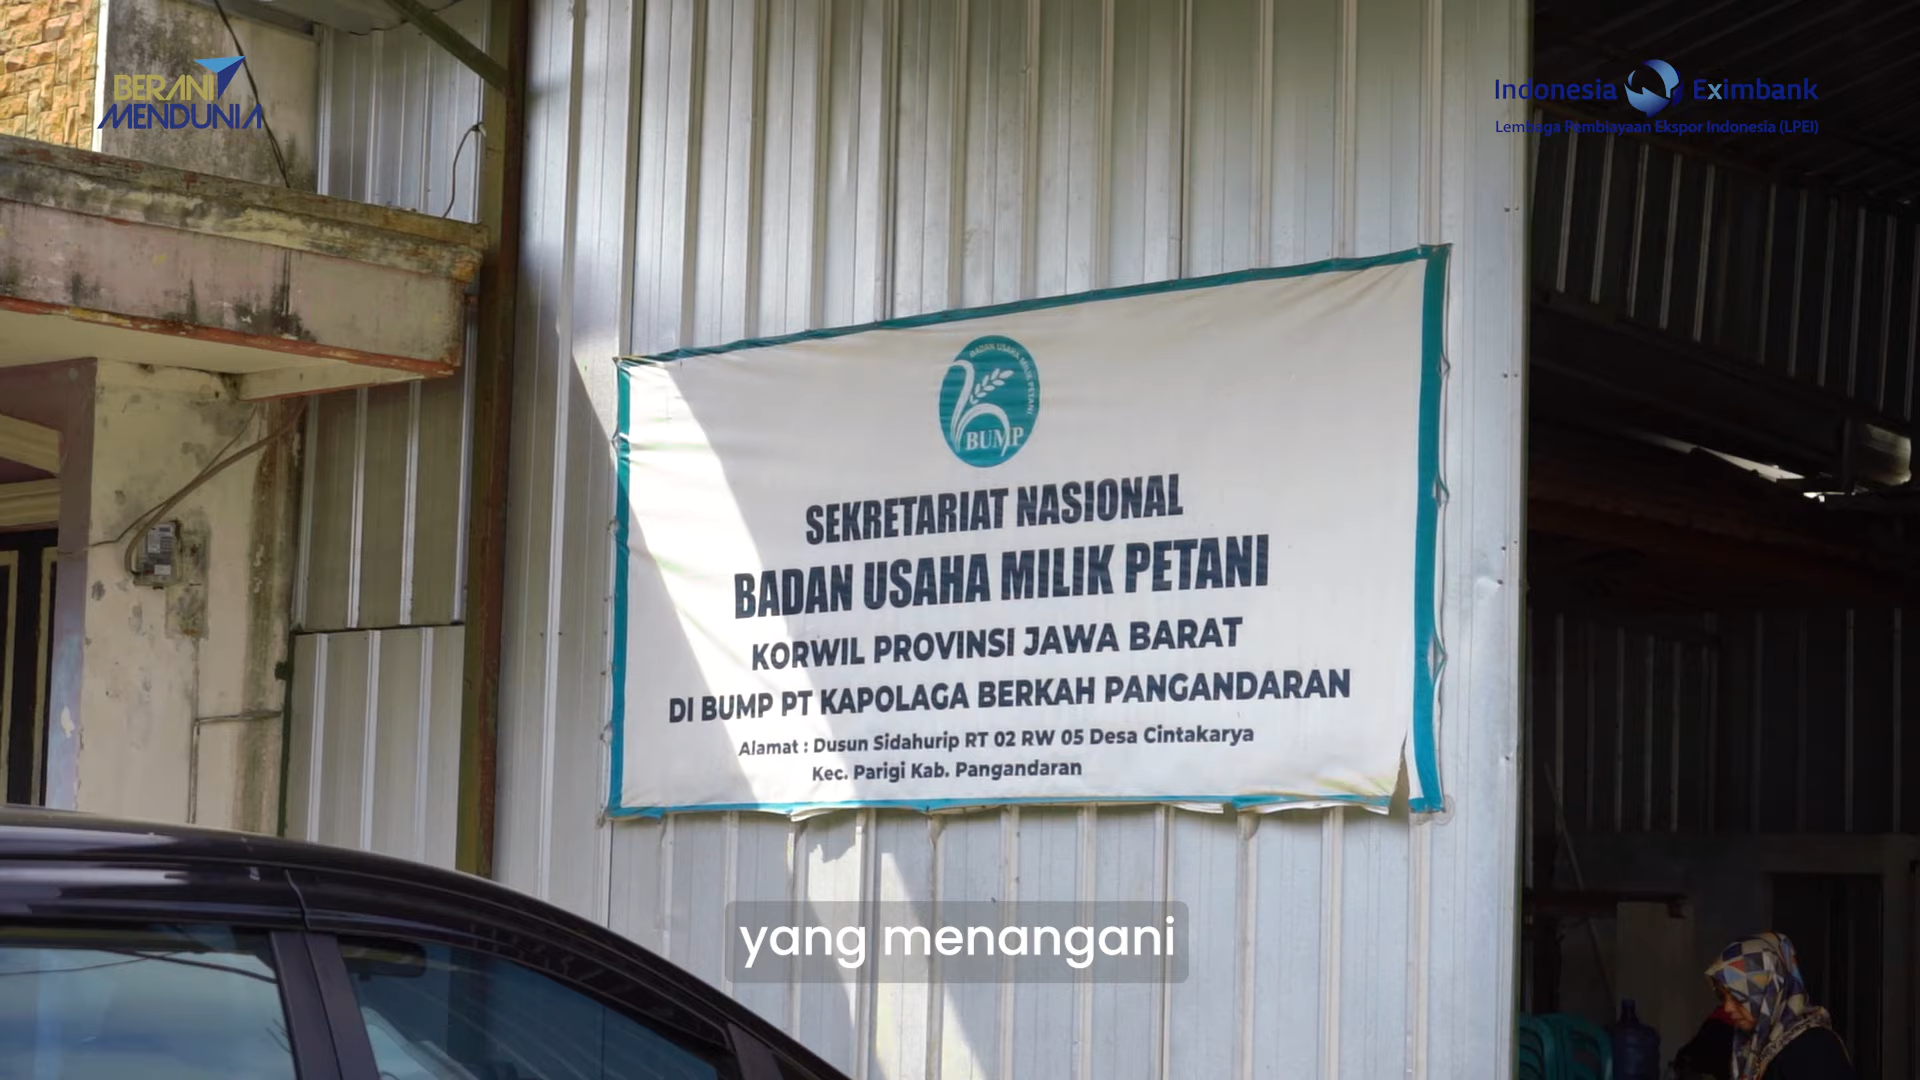 BERANI
MENDUNIA
Indonesia Eximbank
Lembaga Pembiayaan Ekspor Indonesia (LPEI)
BADAN USAHA MILIK PETANI
BUMP
SEKRETARIAT NASIONAL
BADAN USAHA MILIK PETANI
KORWIL PROVINSI JAWA BARAT
DI BUMP PT KAPOLAGA BERKAH PANGANDARAN
Alamat : Dusun Sidahurip RT 02 RW 05 Desa Cintakarya
Kec. Parigi Kab. Pangandaran
yang menangani